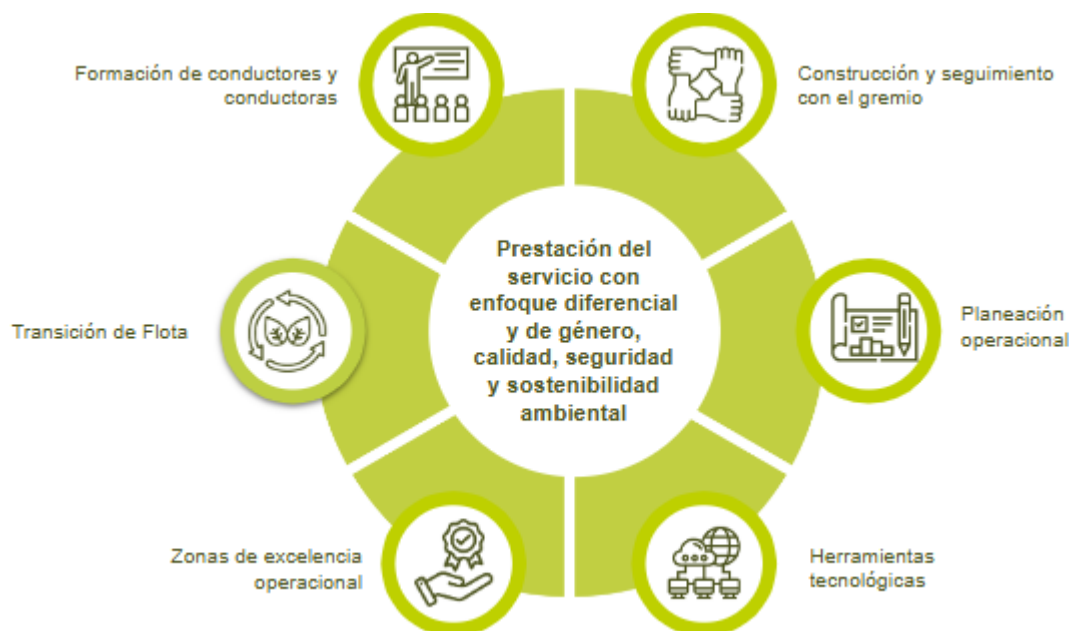 Formación de conductores y
conductoras
Construcción y seguimiento
con el gremio
Prestación del
servicio con
enfoque diferencial
y de género,
calidad, seguridad
y sostenibilidad
ambiental
Transición de Flota
Planeación
operacional
Zonas de excelencia
operacional
Herramientas
tecnológicas